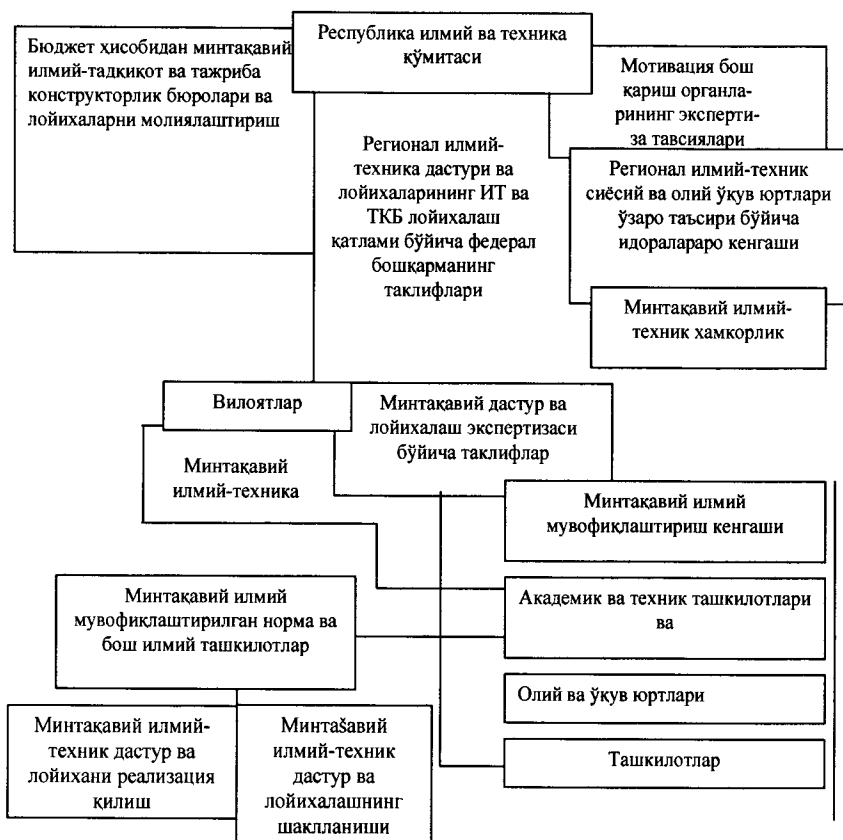 Республика илмий ва техника
қўмитаси
Бюджет ҳисобидан минтақавий
илмий-тадқиқот ва тажриба
конструкторлик бюролари ва
лойихаларни молиялаштириш
Мотивация бош
қариш органла-
рининг эксперти-
за тавсиялари
Регионал илмий-
техника дастури ва
лойихаларининг ИТ ва
ТКБ лойихалаш
қатлами бўйича федерал
бошқарманинг
таклифлари
Регионал илмий-техник
сиёсий ва олий ўқув юртлари
ўзаро таъсири бўйича
идоралараро кенгаши
Минтақавий илмий-
техник хамкорлик
Вилоятлар
Минтақавий дастур ва
лойихалаш экспертизаси
бўйича таклифлар
Минтақавий
илмий-техника
Минтақавий илмий
мувофиқлаштириш кенгаши
Минтақавий илмий
мувофиқлаштирилган норма ва
бош илмий ташкилотлар
Академик ва техник ташкилотлари
ва
Олий ва ўқув юртлари
Ташкилотлар
Минтақавий илмий-
техник дастур ва
лойихани реализация
қилиш
Минташавий
илмий-техник
дастур ва
лойихалашнинг
шаклланиши